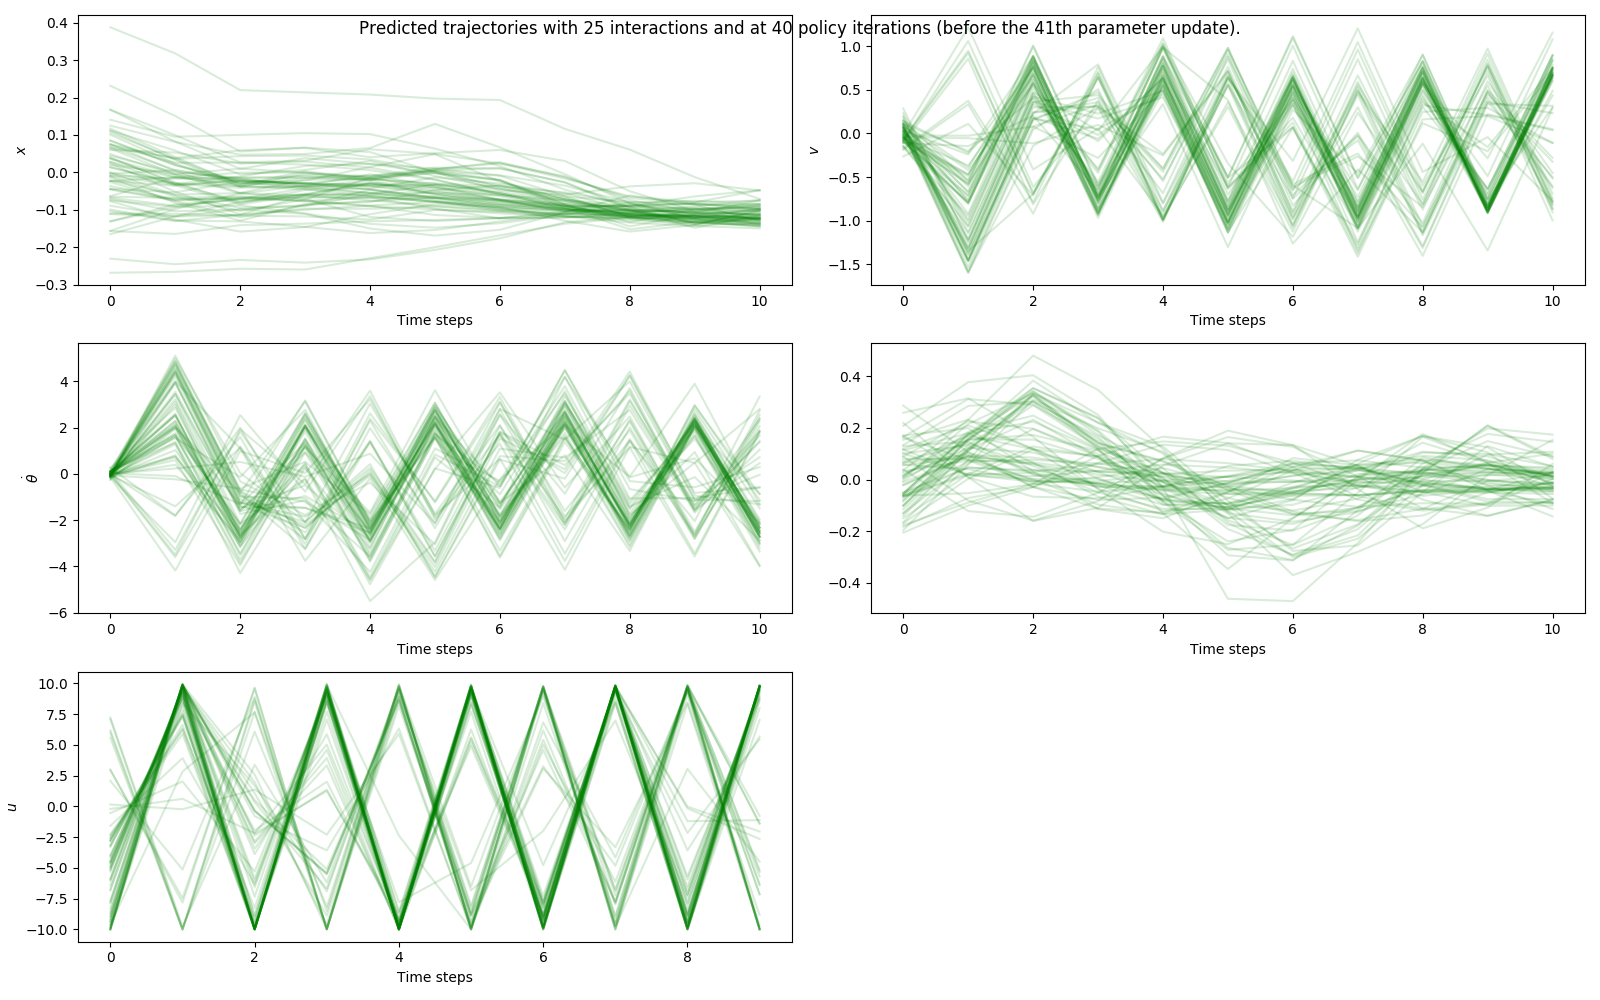 Predicted trajectories with 25 interactions and at 40 policy iterations (before the 41th parameter update).
0.4
0.3
0.2
0.1
0.0
−0.1
−0.2
−0.3
x
0 2 4 6 8 10
Time steps
1.0
0.5
0.0
−0.5
−1.0
−1.5
v
0 2 4 6 8 10
Time steps
4
2
0
−2
−4
−6
θ̇
0 2 4 6 8 10
Time steps
0.4
0.2
0.0
−0.2
−0.4
θ
0 2 4 6 8 10
Time steps
10.0
7.5
5.0
2.5
0.0
−2.5
−5.0
−7.5
−10.0
u
0 2 4 6 8
Time steps